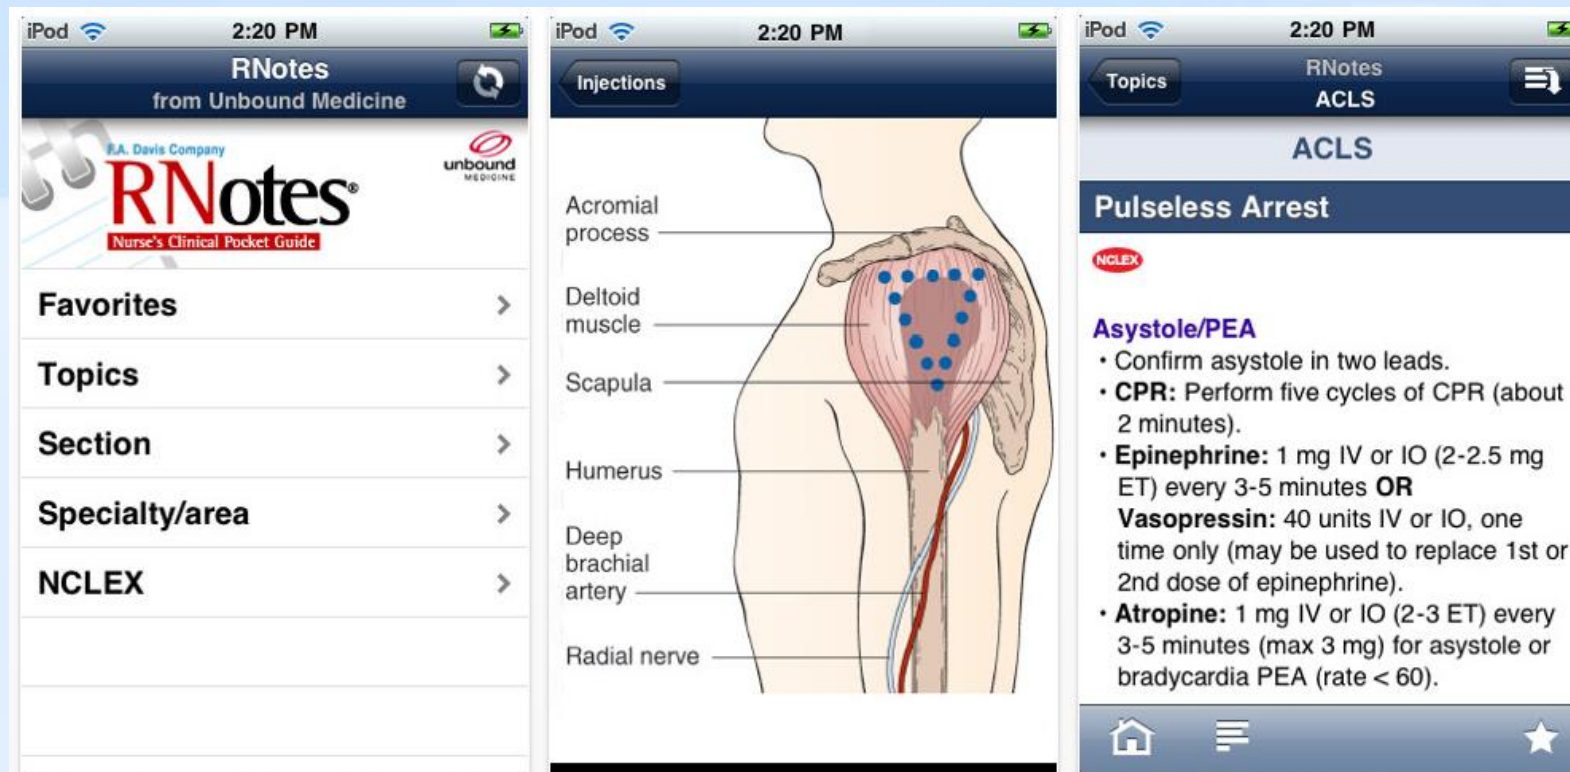 iPod 2:20 PM
RNotes
from Unbound Medicine
F.A. Davis Company
RNotes®
Nurse's Clinical Pocket Guide
unbound
MEDICINE
Favorites
Topics
Section
Specialty/area
NCLEX
iPod 2:20 PM
Injections
Acromial
process
Deltoid
muscle
Scapula
Humerus
Deep
brachial
artery
Radial nerve
iPod 2:20 PM
Topics
RNotes
ACLS
ACLS
Pulseless Arrest
NCLEX
Asystole/PEA
• Confirm asystole in two leads.
• CPR: Perform five cycles of CPR (about
2 minutes).
• Epinephrine: 1 mg IV or IO (2-2.5 mg
ET) every 3-5 minutes OR
Vasopressin: 40 units IV or IO, one
time only (may be used to replace 1st or
2nd dose of epinephrine).
• Atropine: 1 mg IV or IO (2-3 ET) every
3-5 minutes (max 3 mg) for asystole or
bradycardia PEA (rate < 60).